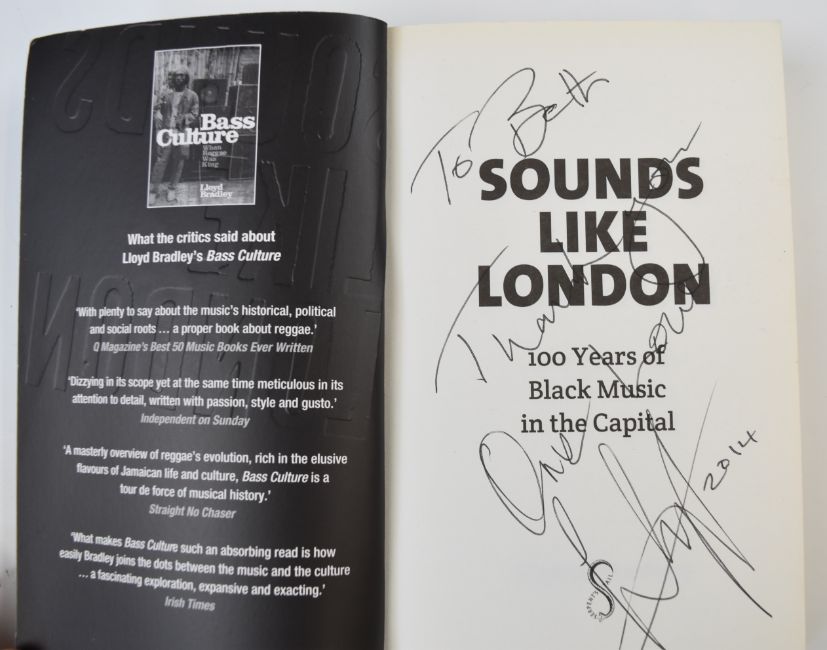 Bass
Culture
When
Reggae
Was
King
Lloyd
Bradley
What the critics said about
Lloyd Bradley's Bass Culture
'With plenty to say about the music's historical, political
and social roots ... a proper book about reggae.'
Q Magazine's Best 50 Music Books Ever Written
'Dizzying in its scope yet at the same time meticulous in its
attention to detail, written with passion, style and gusto.'
Independent on Sunday
'A masterly overview of reggae's evolution, rich in the elusive
flavours of Jamaican life and culture, Bass Culture is a
tour de force of musical history.'
Straight No Chaser
'What makes Bass Culture such an absorbing read is how
easily Bradley joins the dots between the music and the culture
... a fascinating exploration, expansive and exacting.'
Irish Times
To
SOUNDS
LIKE
LONDON
Thank You
100 Years of
Black Music
in the Capital
One Love
2014
SERPENT'S TAIL